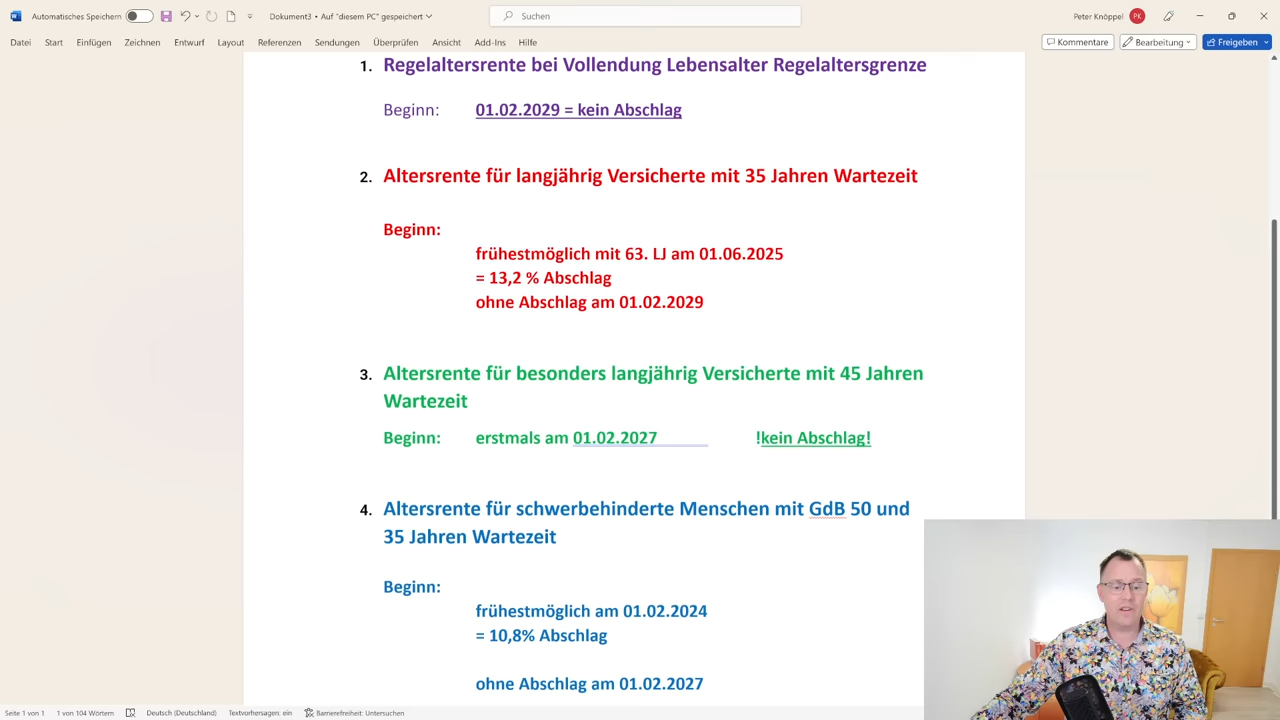 Automatisches Speichern
Dokument3 • Auf "diesem PC" gespeichert
Suchen
Peter Knöppel
PK
Datei Start Einfügen Zeichnen Entwurf Layout Referenzen Sendungen Überprüfen Ansicht Add-Ins Hilfe
Kommentare Bearbeitung Freigeben
1. Regelaltersrente bei Vollendung Lebensalter Regelaltersgrenze
Beginn: 01.02.2029 = kein Abschlag
2. Altersrente für langjährig Versicherte mit 35 Jahren Wartezeit
Beginn:
frühestmöglich mit 63. LJ am 01.06.2025
= 13,2 % Abschlag
ohne Abschlag am 01.02.2029
3. Altersrente für besonders langjährig Versicherte mit 45 Jahren
Wartezeit
Beginn: erstmals am 01.02.2027 !kein Abschlag!
4. Altersrente für schwerbehinderte Menschen mit GdB 50 und
35 Jahren Wartezeit
Beginn:
frühestmöglich am 01.02.2024
= 10,8% Abschlag
ohne Abschlag am 01.02.2027
Seite 1 von 1 1 von 104 Wörtern Deutsch (Deutschland) Textvorhersagen: ein Barrierefreiheit: Untersuchen